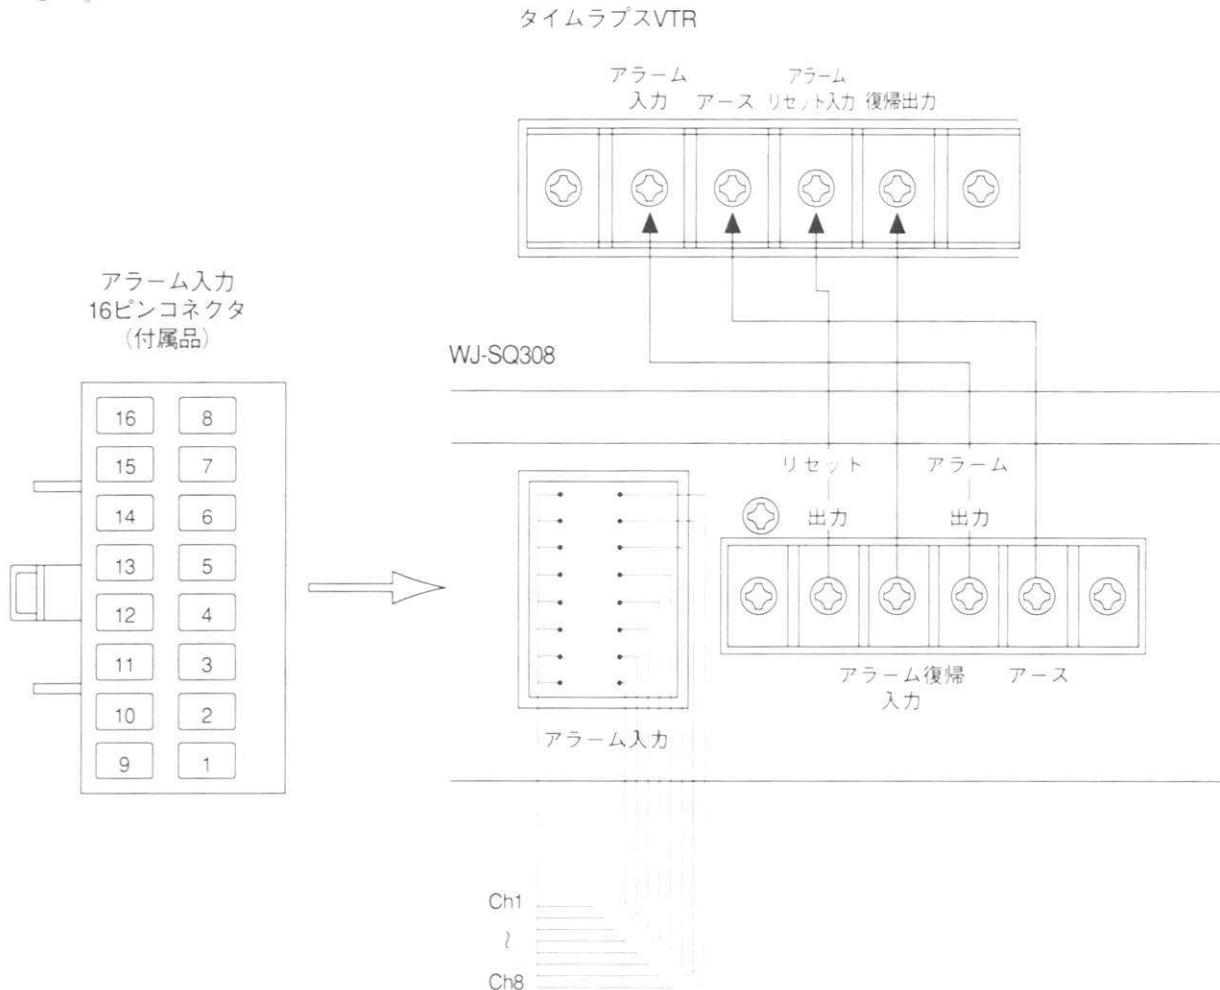 る。
タイムラプスVTR
アラーム
入力
アース
アラーム
リセット入力
復帰出力
アラーム入力
16ピンコネクタ
(付属品)
WJ-SQ308
16 8
15 7
14 6
13 5
12 4
11 3
10 2
9 1
リセット
出力
アラーム
出力
アラーム復帰
入力
アース
アラーム入力
Ch1
~
Ch8